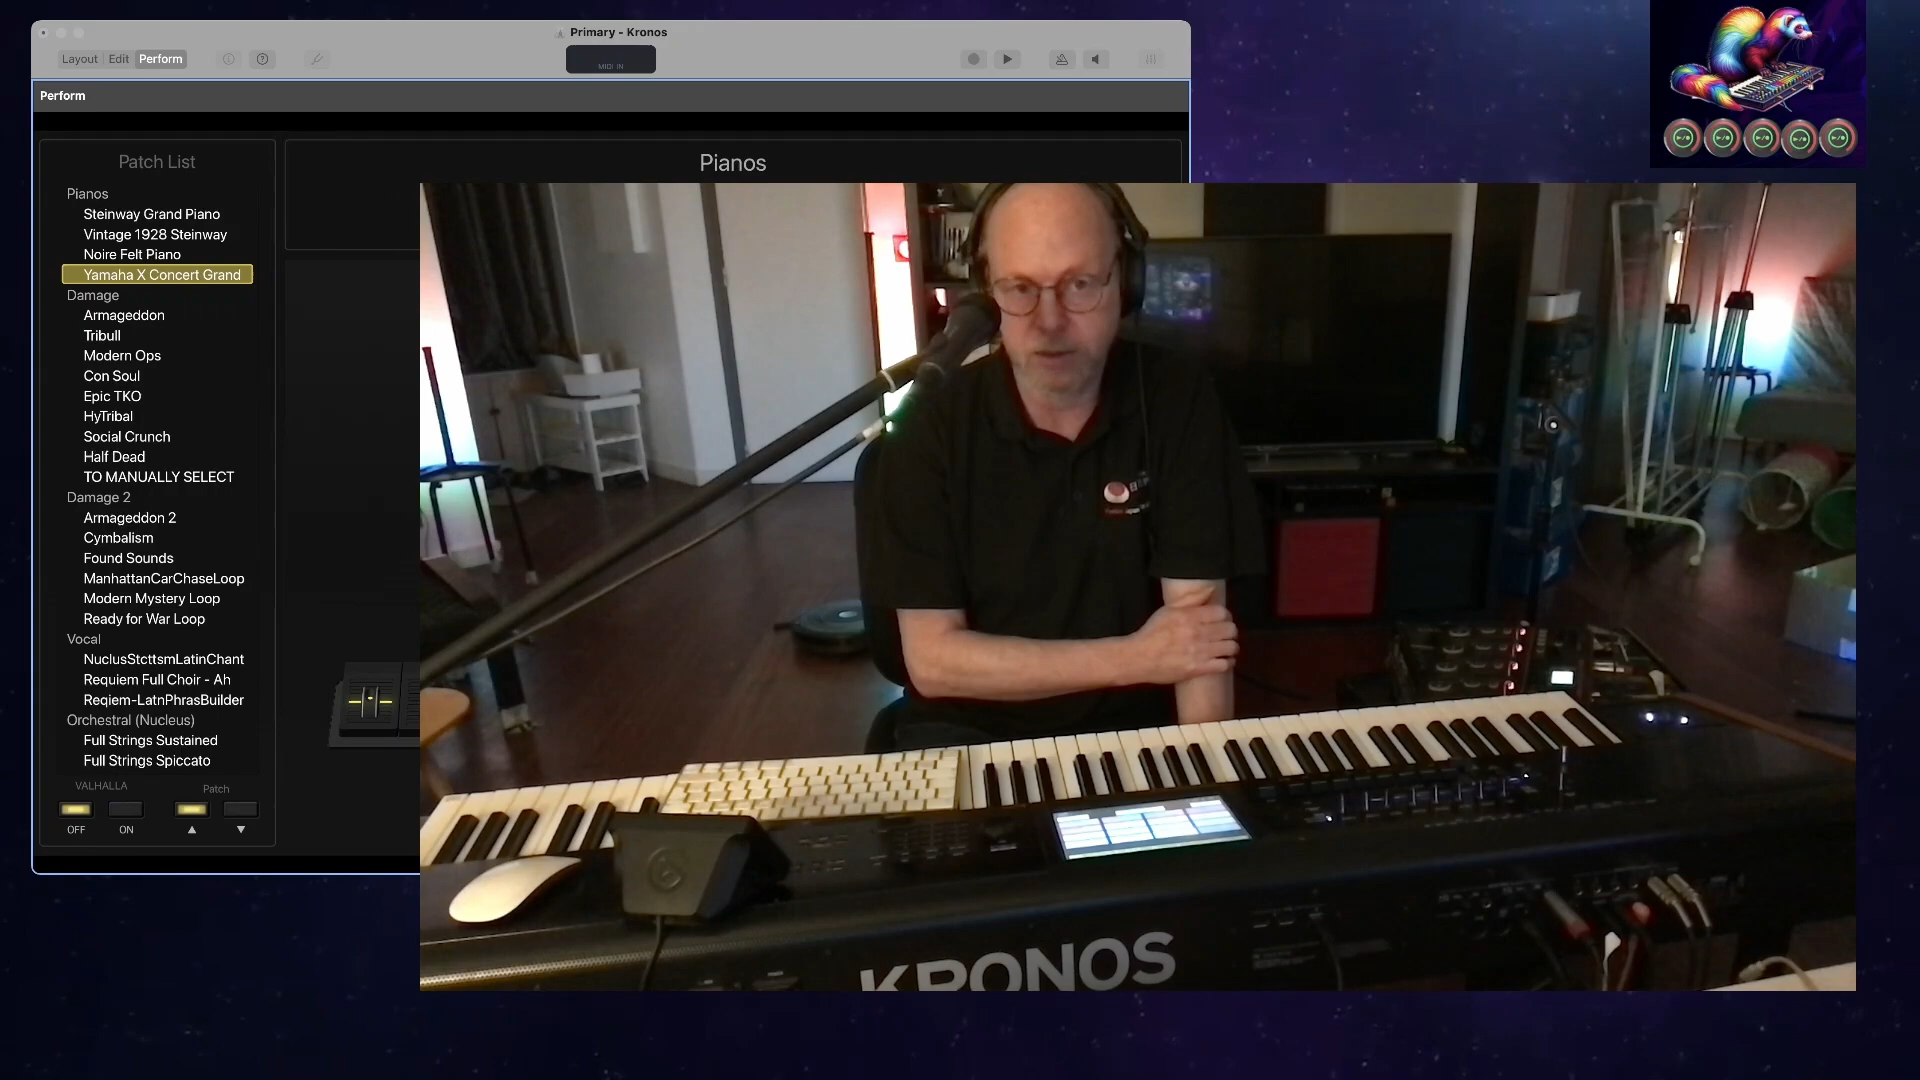 Primary - Kronos
Layout
Edit
Perform
MIDI IN
Perform
Patch List
Pianos
Pianos
Steinway Grand Piano
Vintage 1928 Steinway
Noire Felt Piano
Yamaha X Concert Grand
Damage
Armageddon
Tribull
Modern Ops
Con Soul
Epic TKO
HyTribal
Social Crunch
Half Dead
TO MANUALLY SELECT
Damage 2
Armageddon 2
Cymbalism
Found Sounds
ManhattanCarChaseLoop
Modern Mystery Loop
Ready for War Loop
Vocal
NuclusStcttsmLatinChant
Requiem Full Choir - Ah
Reqiem-LatnPhrasBuilder
Orchestral (Nucleus)
Full Strings Sustained
Full Strings Spiccato
VALHALLA
Patch
OFF
ON
KRONOS